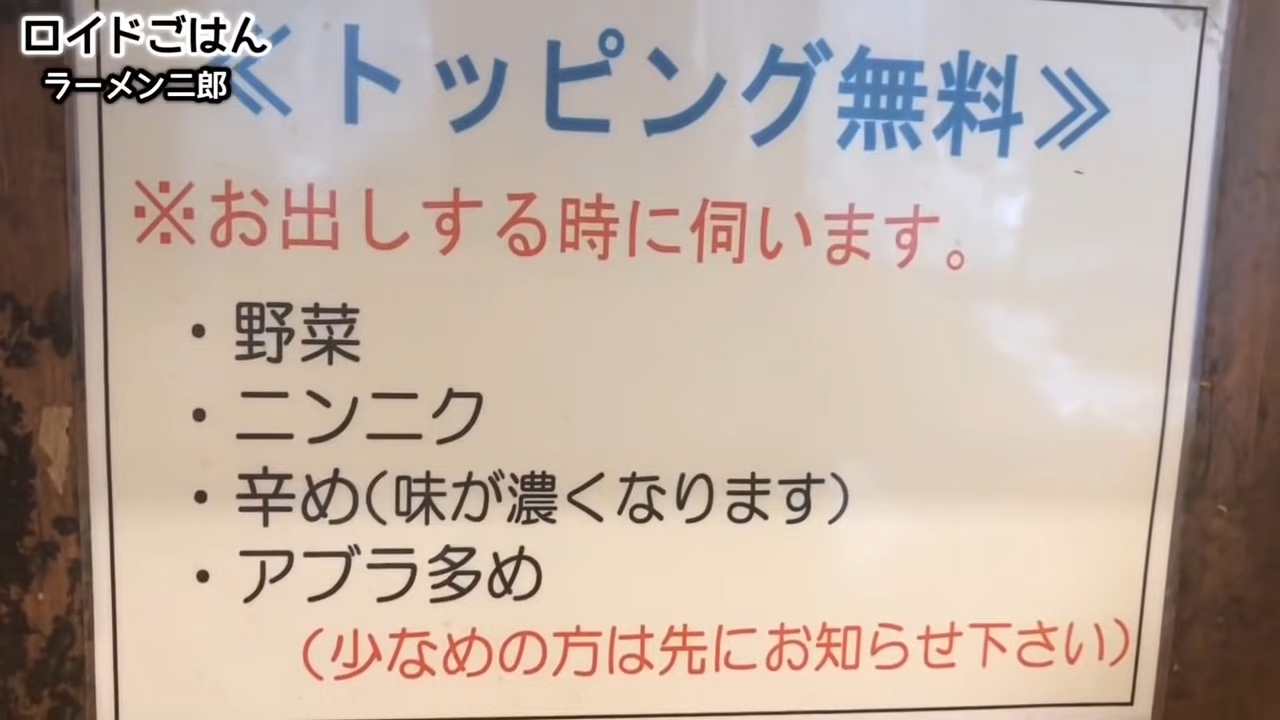 ロイドごはん
ラーメン二郎
≪トッピング無料≫
※お出しする時に伺います。
・野菜
・ニンニク
・辛め(味が濃くなります)
・アブラ多め
(少なめの方は先にお知らせ下さい)